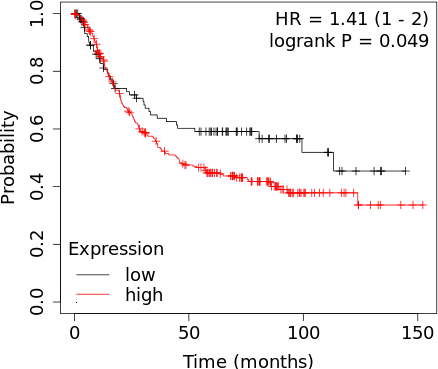 HR = 1.41 (1 - 2)
logrank P = 0.049
1.0
0.8
0.6
0.4
0.2
0.0
Probability
Expression
low
high
0 50 100 150
Time (months)